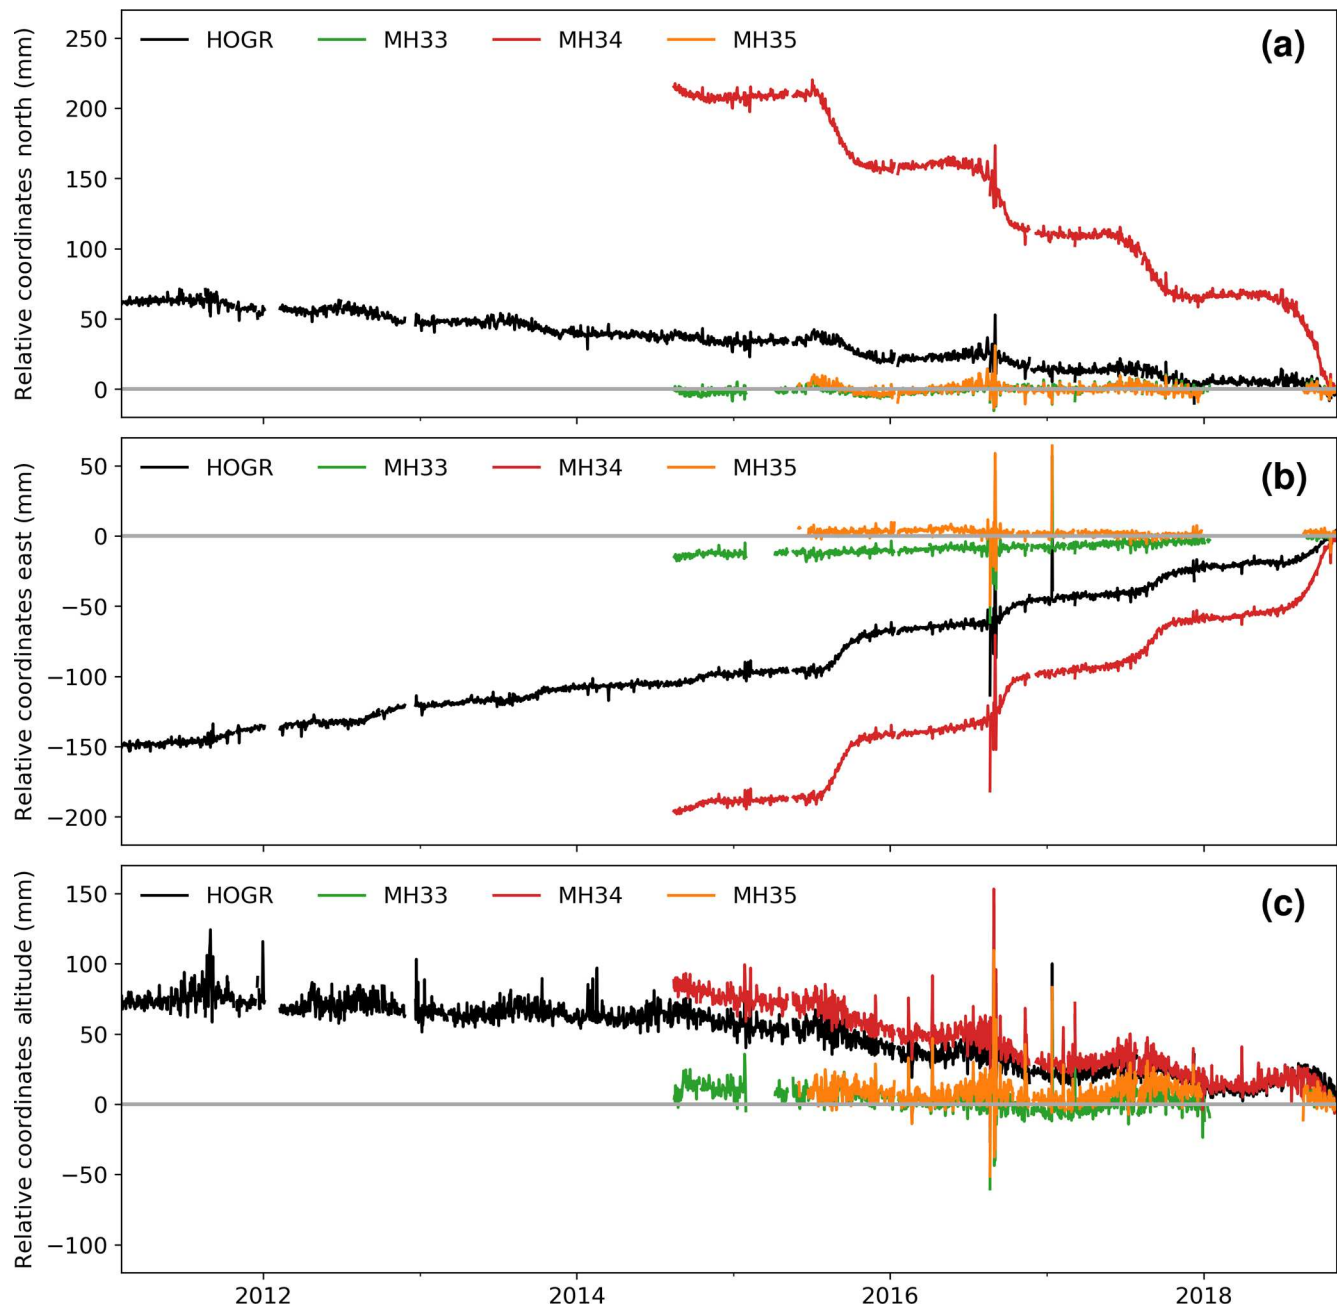 HOGR MH33 MH34 MH35 (a)
Relative coordinates north (mm)
250
200
150
100
50
0
HOGR MH33 MH34 MH35 (b)
Relative coordinates east (mm)
50
0
−50
−100
−150
−200
HOGR MH33 MH34 MH35 (c)
Relative coordinates altitude (mm)
150
100
50
0
−50
−100
2012 2014 2016 2018